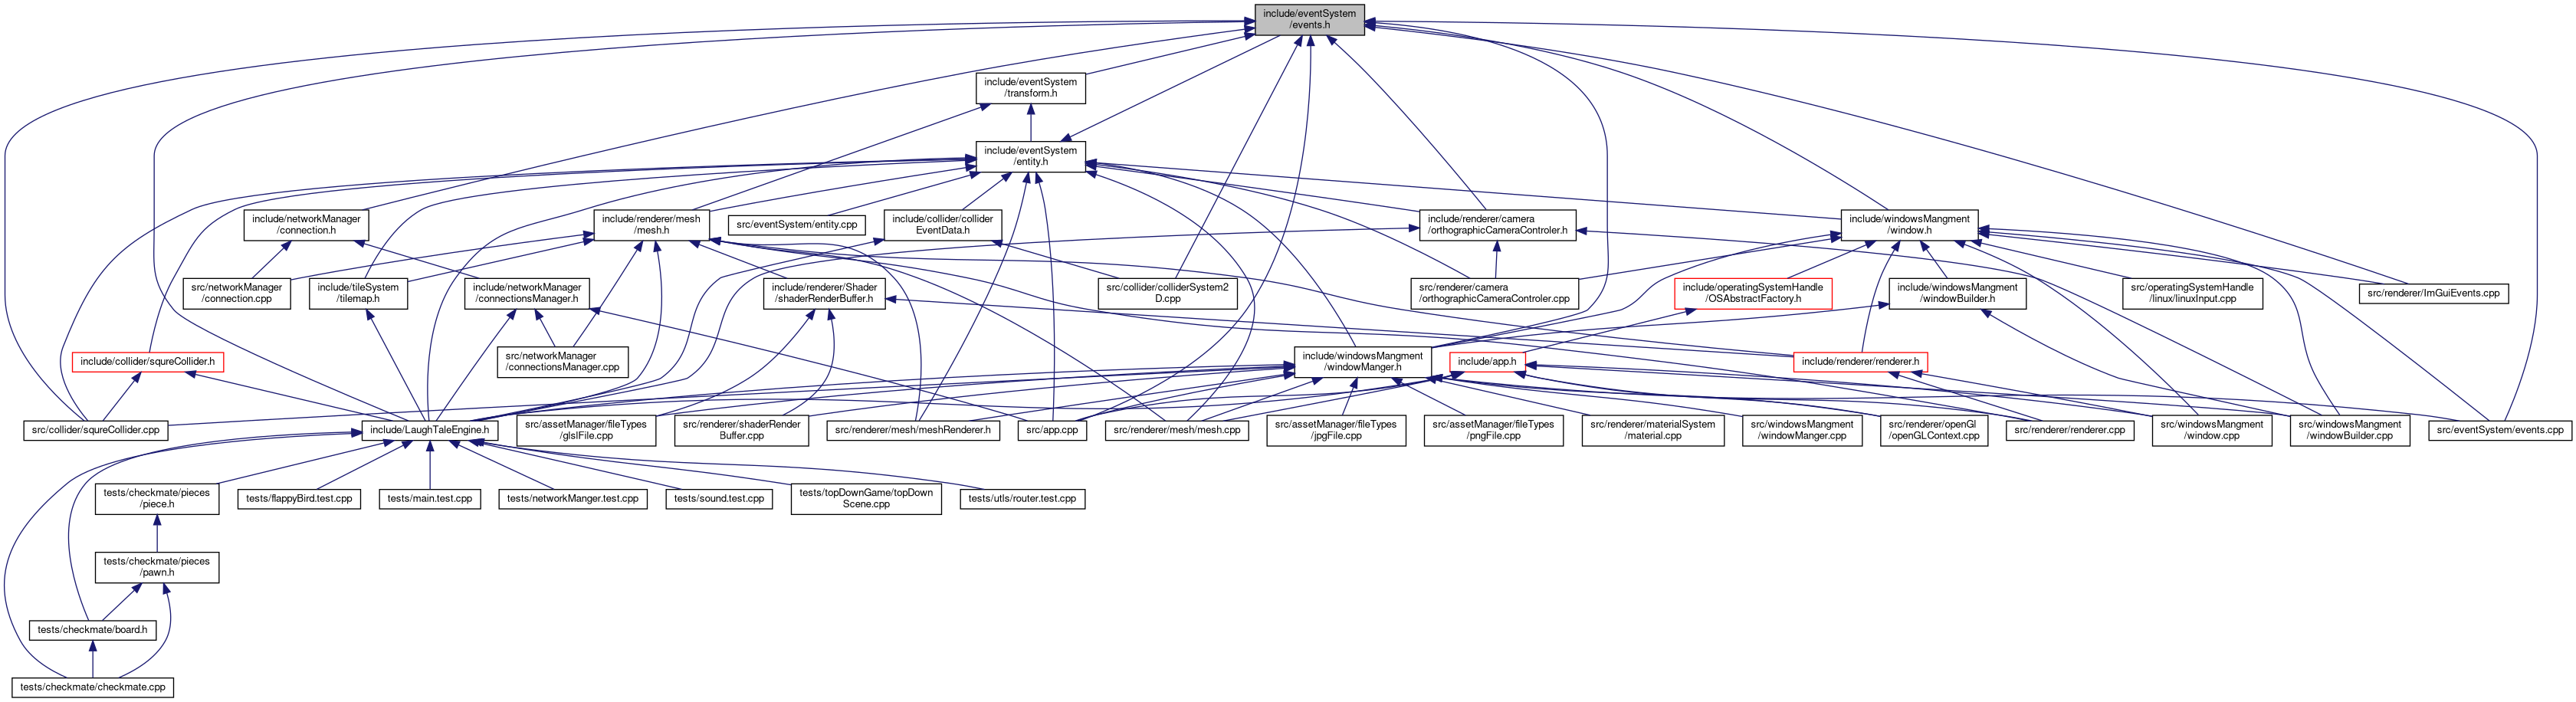 include/eventSystem
/events.h
include/eventSystem
/transform.h
include/eventSystem
/entity.h
include/networkManager
/connection.h
include/renderer/mesh
/mesh.h
src/eventSystem/entity.cpp
include/collider/collider
EventData.h
include/renderer/camera
/orthographicCameraControler.h
include/windowsMangment
/window.h
src/networkManager
/connection.cpp
include/tileSystem
/tilemap.h
include/networkManager
/connectionsManager.h
include/renderer/Shader
/shaderRenderBuffer.h
src/collider/colliderSystem2
D.cpp
src/renderer/camera
/orthographicCameraControler.cpp
include/operatingSystemHandle
/OSAbstractFactory.h
include/windowsMangment
/windowBuilder.h
src/operatingSystemHandle
/linux/linuxInput.cpp
src/renderer/ImGuiEvents.cpp
include/collider/squreCollider.h
src/networkManager
/connectionsManager.cpp
include/windowsMangment
/windowManger.h
include/app.h
include/renderer/renderer.h
src/collider/squreCollider.cpp
include/LaughTaleEngine.h
src/assetManager/fileTypes
/glslFile.cpp
src/renderer/shaderRender
Buffer.cpp
src/renderer/mesh/meshRenderer.h
src/app.cpp
src/renderer/mesh/mesh.cpp
src/assetManager/fileTypes
/jpgFile.cpp
src/assetManager/fileTypes
/pngFile.cpp
src/renderer/materialSystem
/material.cpp
src/windowsMangment
/windowManger.cpp
src/renderer/openGl
/openGLContext.cpp
src/renderer/renderer.cpp
src/windowsMangment
/window.cpp
src/windowsMangment
/windowBuilder.cpp
src/eventSystem/events.cpp
tests/checkmate/pieces
/piece.h
tests/flappyBird.test.cpp
tests/main.test.cpp
tests/networkManger.test.cpp
tests/sound.test.cpp
tests/topDownGame/topDown
Scene.cpp
tests/utls/router.test.cpp
tests/checkmate/pieces
/pawn.h
tests/checkmate/board.h
tests/checkmate/checkmate.cpp